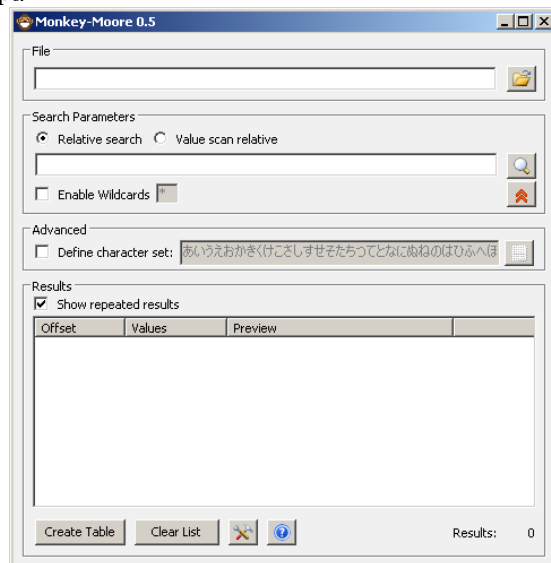 Monkey-Moore 0.5
File
Search Parameters
Relative search Value scan relative
Enable Wildcards *
Advanced
Define character set: あいうえおかきくけこさしすせそたちつてとなにぬねのはひふへほ
Results
Show repeated results
Offset Values Preview
Create Table Clear List Results: 0